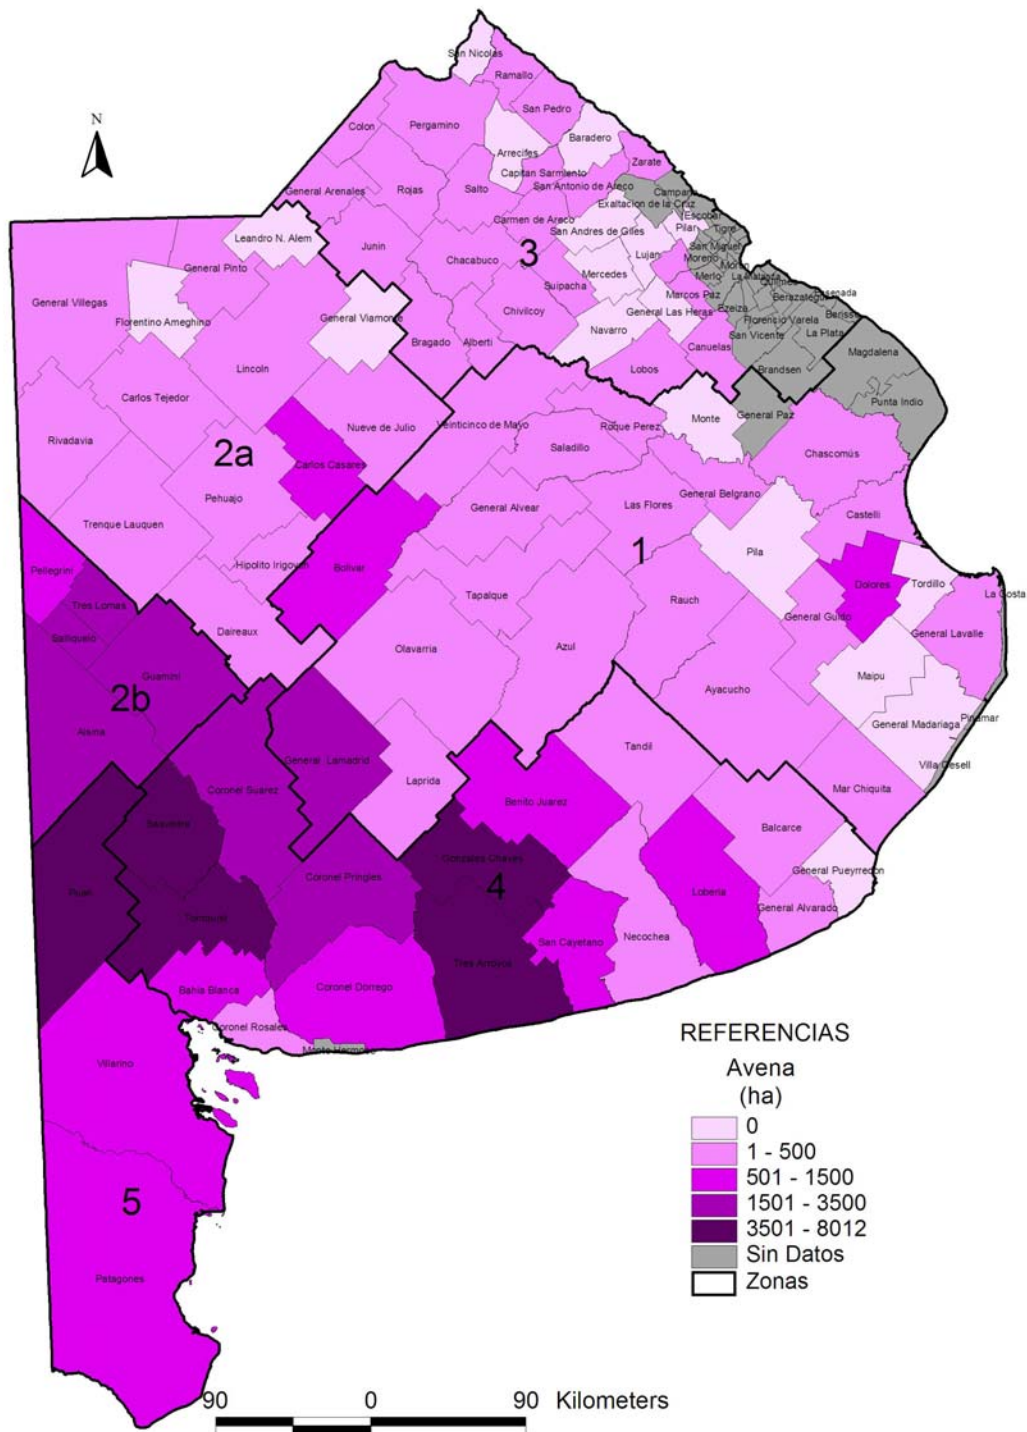 San Nicolas
Ramallo
N
San Pedro
Colon
Pergamino
Baradero
Arrecifes
Zarate
Capitan Sarmiento
General Arenales
Rojas
Salto
San Antonio de Areco
Campana
Exaltacion de la Cruz
Escobar
Carmen de Areco
Pilar
Tigre
Leandro N. Alem
San Andres de Giles
Junin
San Miguel
3
Lujan
Moreno
General Pinto
Chacabuco
Moron
Mercedes
Merlo
La Matanza
Suipacha
General Villegas
Marcos Paz
Berazategui
Ensenada
Chivilcoy
Ezeiza
General Las Heras
Berisso
Florentino Ameghino
General Viamonte
Florencio Varela
Navarro
San Vicente
La Plata
Bragado
Alberti
Canuelas
Magdalena
Lobos
Lincoln
Brandsen
Carlos Tejedor
Punta Indio
General Paz
Monte
Nueve de Julio
Veinticinco de Mayo
Roque Perez
Rivadavia
2a
Saladillo
Chascomús
Carlos Casares
Pehuajo
General Belgrano
Las Flores
General Alvear
Castelli
Trenque Lauquen
1
Pila
Hipolito Irigoyen
Bolivar
Pellegrini
Dolores
Tordillo
La Costa
Tapalque
Tres Lomas
Rauch
General Guido
Daireaux
General Lavalle
Salliquelo
Olavarria
Azul
Guamini
Maipu
2b
Ayacucho
General Madariaga
Pinamar
Alsina
Tandil
General Lamadrid
Villa Gesell
Laprida
Coronel Suarez
Mar Chiquita
Benito Juarez
Saavedra
Balcarce
Gonzales Chaves
General Pueyrredon
Coronel Pringles
4
Puan
Loberia
General Alvarado
Tornquist
Necochea
San Cayetano
Tres Arroyos
Coronel Dorrego
Bahia Blanca
Coronel Rosales
Monte Hermoso
Villarino
5
Patagones
REFERENCIAS
Avena
(ha)
0
1 - 500
501 - 1500
1501 - 3500
3501 - 8012
Sin Datos
Zonas
90 0 90 Kilometers